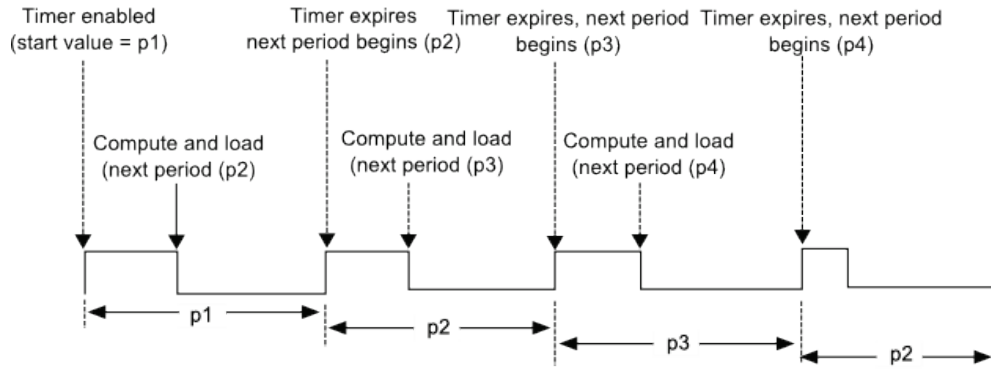 Timer enabled
(start value = p1)
Timer expires
next period begins (p2)
Timer expires, next period
begins (p3)
Timer expires, next period
begins (p4)
Compute and load
(next period (p2)
Compute and load
(next period (p3)
Compute and load
(next period (p4)
p1
p2
p3
p2